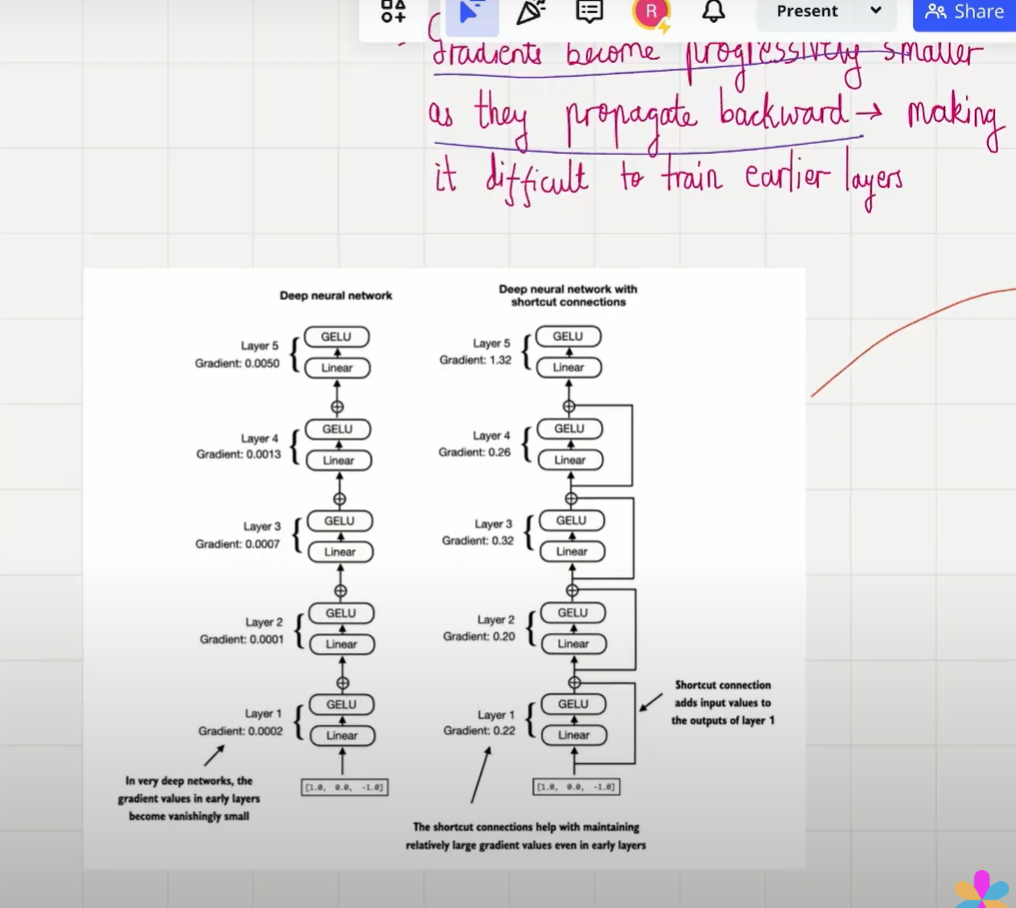 R
Present
Share
Gradients become progressively smaller
as they propagate backward → making
it difficult to train earlier layers
Deep neural network
Layer 5
Gradient: 0.0050
GELU
Linear
Layer 4
Gradient: 0.0013
GELU
Linear
Layer 3
Gradient: 0.0007
GELU
Linear
Layer 2
Gradient: 0.0001
GELU
Linear
Layer 1
Gradient: 0.0002
GELU
Linear
[1.0, 0.0, -1.0]
In very deep networks, the
gradient values in early layers
become vanishingly small
Deep neural network with
shortcut connections
Layer 5
Gradient: 1.32
GELU
Linear
Layer 4
Gradient: 0.26
GELU
Linear
Layer 3
Gradient: 0.32
GELU
Linear
Layer 2
Gradient: 0.20
GELU
Linear
Layer 1
Gradient: 0.22
GELU
Linear
[1.0, 0.0, -1.0]
Shortcut connection
adds input values to
the outputs of layer 1
The shortcut connections help with maintaining
relatively large gradient values even in early layers